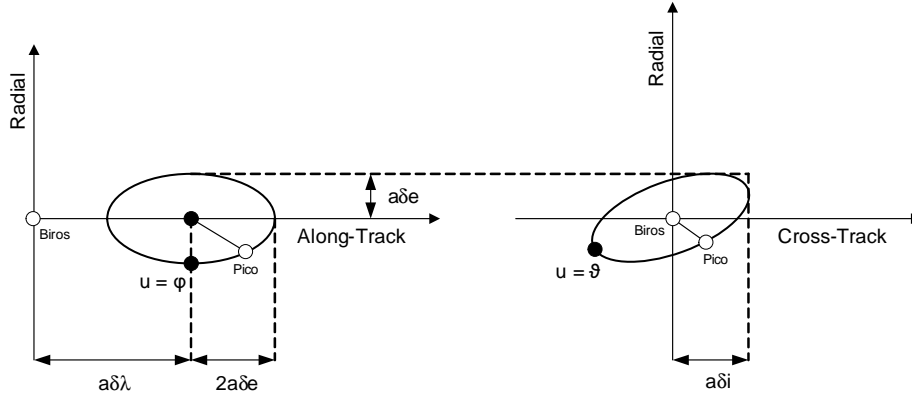 Radial
Biros
Pico
u = φ
Along-Track
aδe
aδλ
2aδe
Radial
Biros
Pico
u = ϑ
Cross-Track
aδi